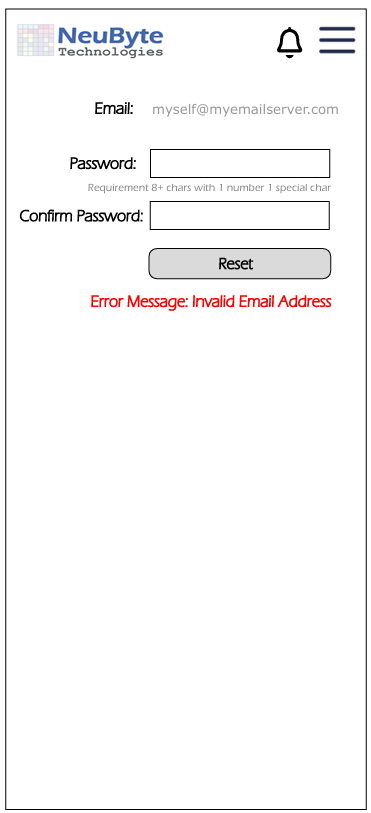 NeuByte
Technologies
Email: myself@myemailserver.com
Password:
Requirement 8+ chars with 1 number 1 special char
Confirm Password:
Reset
Error Message: Invalid Email Address